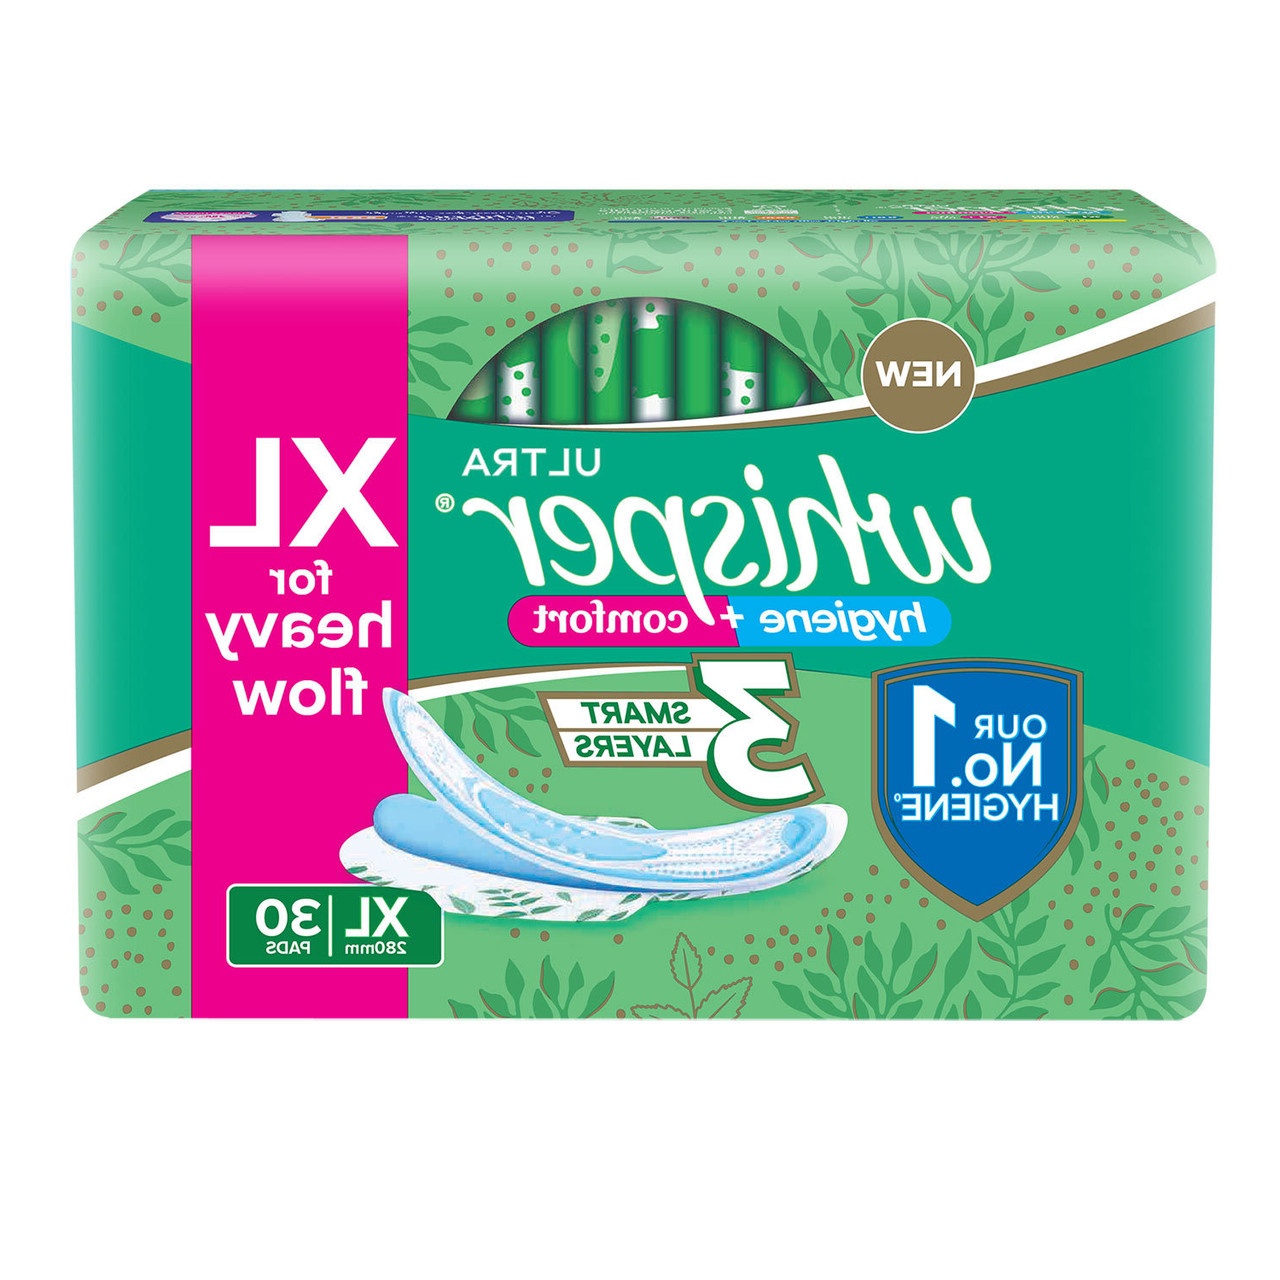 NEW
ULTRA
whisper®
hygiene + comfort
3 SMART
LAYERS
OUR
No. 1
HYGIENE°
XL
for
heavy
flow
XL 30
280mm PADS